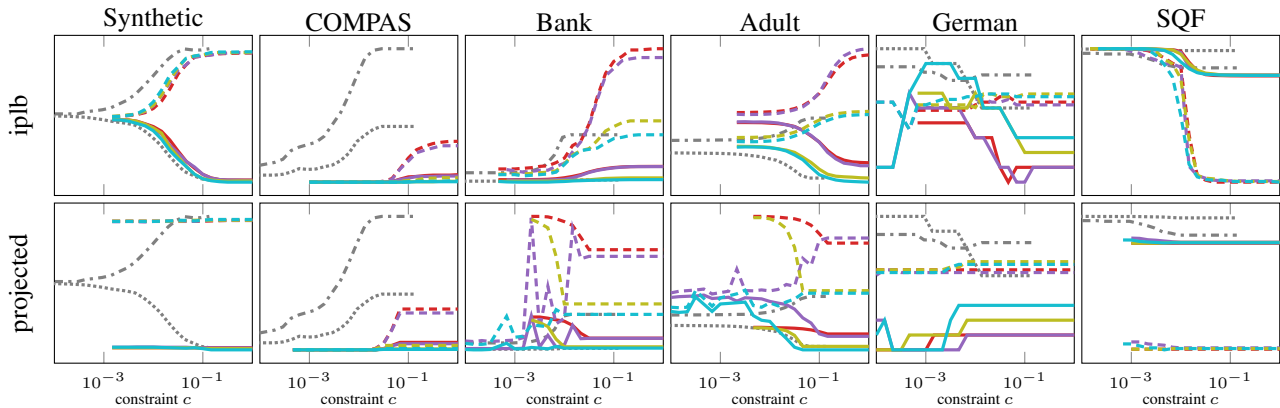 Synthetic COMPAS Bank Adult German SQF
iplb
projected
10⁻³ 10⁻¹ 10⁻³ 10⁻¹ 10⁻³ 10⁻¹ 10⁻³ 10⁻¹ 10⁻³ 10⁻¹ 10⁻³ 10⁻¹
constraint c constraint c constraint c constraint c constraint c constraint c